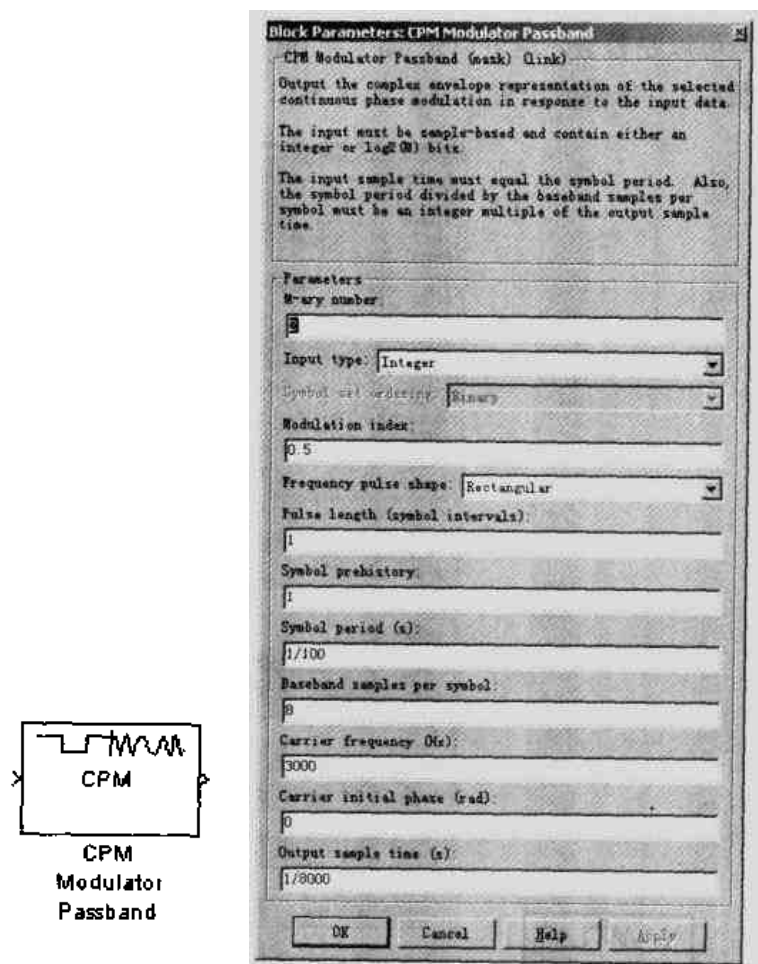 Block Parameters: CPM Modulator Passband
CPM Modulator Passband (mask) (link)
Output the complex envelope representation of the selected
continuous phase modulation in response to the input data.
The input must be sample-based and contain either an
integer or log2(M) bits.
The input sample time must equal the symbol period. Also,
the symbol period divided by the baseband samples per
symbol must be an integer multiple of the output sample
time.
Parameters
M-ary number:
Input type: Integer
Symbol set ordering: Binary
Modulation index:
0.5
Frequency pulse shape: Rectangular
Pulse length (symbol intervals):
1
Symbol prehistory:
1
Symbol period (s):
1/100
Baseband samples per symbol:
8
Carrier frequency (Hz):
3000
Carrier initial phase (rad):
0
Output sample time (s):
1/8000
OK Cancel Help Apply
CPM
CPM
Modulator
Passband